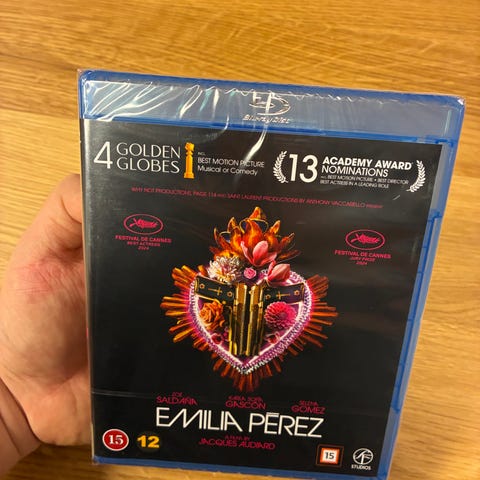 Blu-ray Disc
4 GOLDEN GLOBES
INCL.
BEST MOTION PICTURE
Musical or Comedy
13 ACADEMY AWARD®
NOMINATIONS
INCL. BEST MOTION PICTURE • BEST DIRECTOR
BEST ACTRESS IN A LEADING ROLE
WHY NOT PRODUCTIONS, PAGE 114 AND SAINT LAURENT PRODUCTIONS BY ANTHONY VACCARELLO PRESENT
FESTIVAL DE CANNES
BEST ACTRESS
2024
FESTIVAL DE CANNES
JURY PRIZE
2024
ZOE
SALDAÑA
KARLA SOFÍA
GASCÓN
SELENA
GOMEZ
EMILIA PÉREZ
A FILM BY
JACQUES AUDIARD
15
12
15
SF
STUDIOS